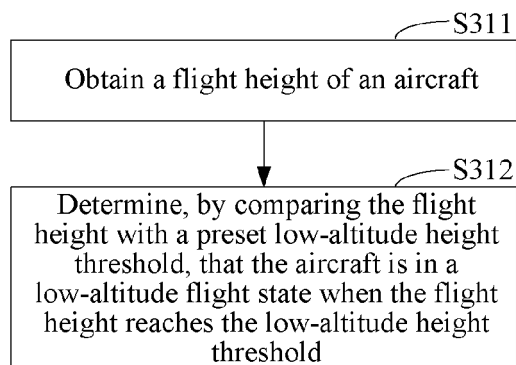 S311
Obtain a flight height of an aircraft
S312
Determine, by comparing the flight
height with a preset low-altitude height
threshold, that the aircraft is in a
low-altitude flight state when the flight
height reaches the low-altitude height
threshold